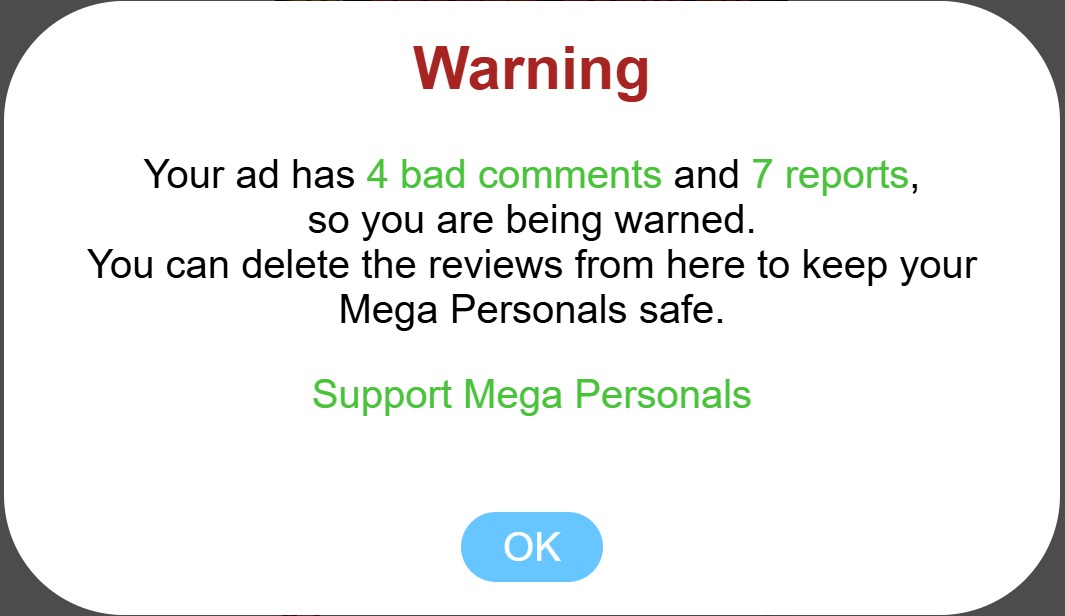 Warning
Your ad has 4 bad comments and 7 reports,
so you are being warned.
You can delete the reviews from here to keep your
Mega Personals safe.
Support Mega Personals
OK